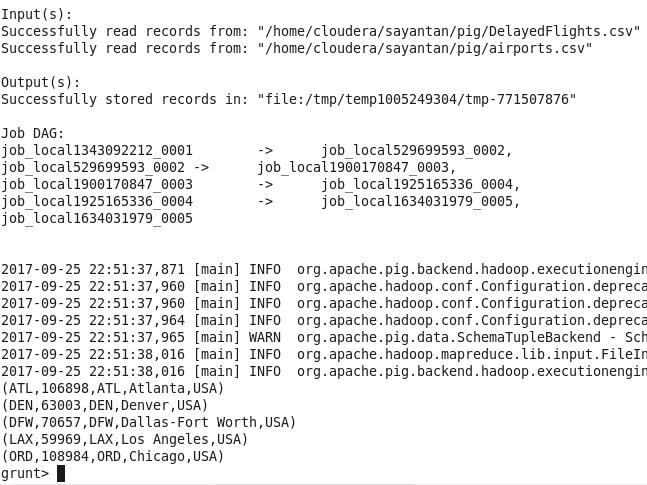 Input(s):
Successfully read records from: "/home/cloudera/sayantan/pig/DelayedFlights.csv"
Successfully read records from: "/home/cloudera/sayantan/pig/airports.csv"
Output(s):
Successfully stored records in: "file:/tmp/temp1005249304/tmp-771507876"
Job DAG:
job_local1343092212_0001 -> job_local529699593_0002,
job_local529699593_0002 -> job_local1900170847_0003,
job_local1900170847_0003 -> job_local1925165336_0004,
job_local1925165336_0004 -> job_local1634031979_0005,
job_local1634031979_0005
2017-09-25 22:51:37,871 [main] INFO org.apache.pig.backend.hadoop.executionengin
2017-09-25 22:51:37,960 [main] INFO org.apache.hadoop.conf.Configuration.depreca
2017-09-25 22:51:37,960 [main] INFO org.apache.hadoop.conf.Configuration.depreca
2017-09-25 22:51:37,964 [main] INFO org.apache.hadoop.conf.Configuration.depreca
2017-09-25 22:51:37,965 [main] WARN org.apache.pig.data.SchemaTupleBackend - Sch
2017-09-25 22:51:38,016 [main] INFO org.apache.hadoop.mapreduce.lib.input.FileIn
2017-09-25 22:51:38,016 [main] INFO org.apache.pig.backend.hadoop.executionengin
(ATL,106898,ATL,Atlanta,USA)
(DEN,63003,DEN,Denver,USA)
(DFW,70657,DFW,Dallas-Fort Worth,USA)
(LAX,59969,LAX,Los Angeles,USA)
(ORD,108984,ORD,Chicago,USA)
grunt>